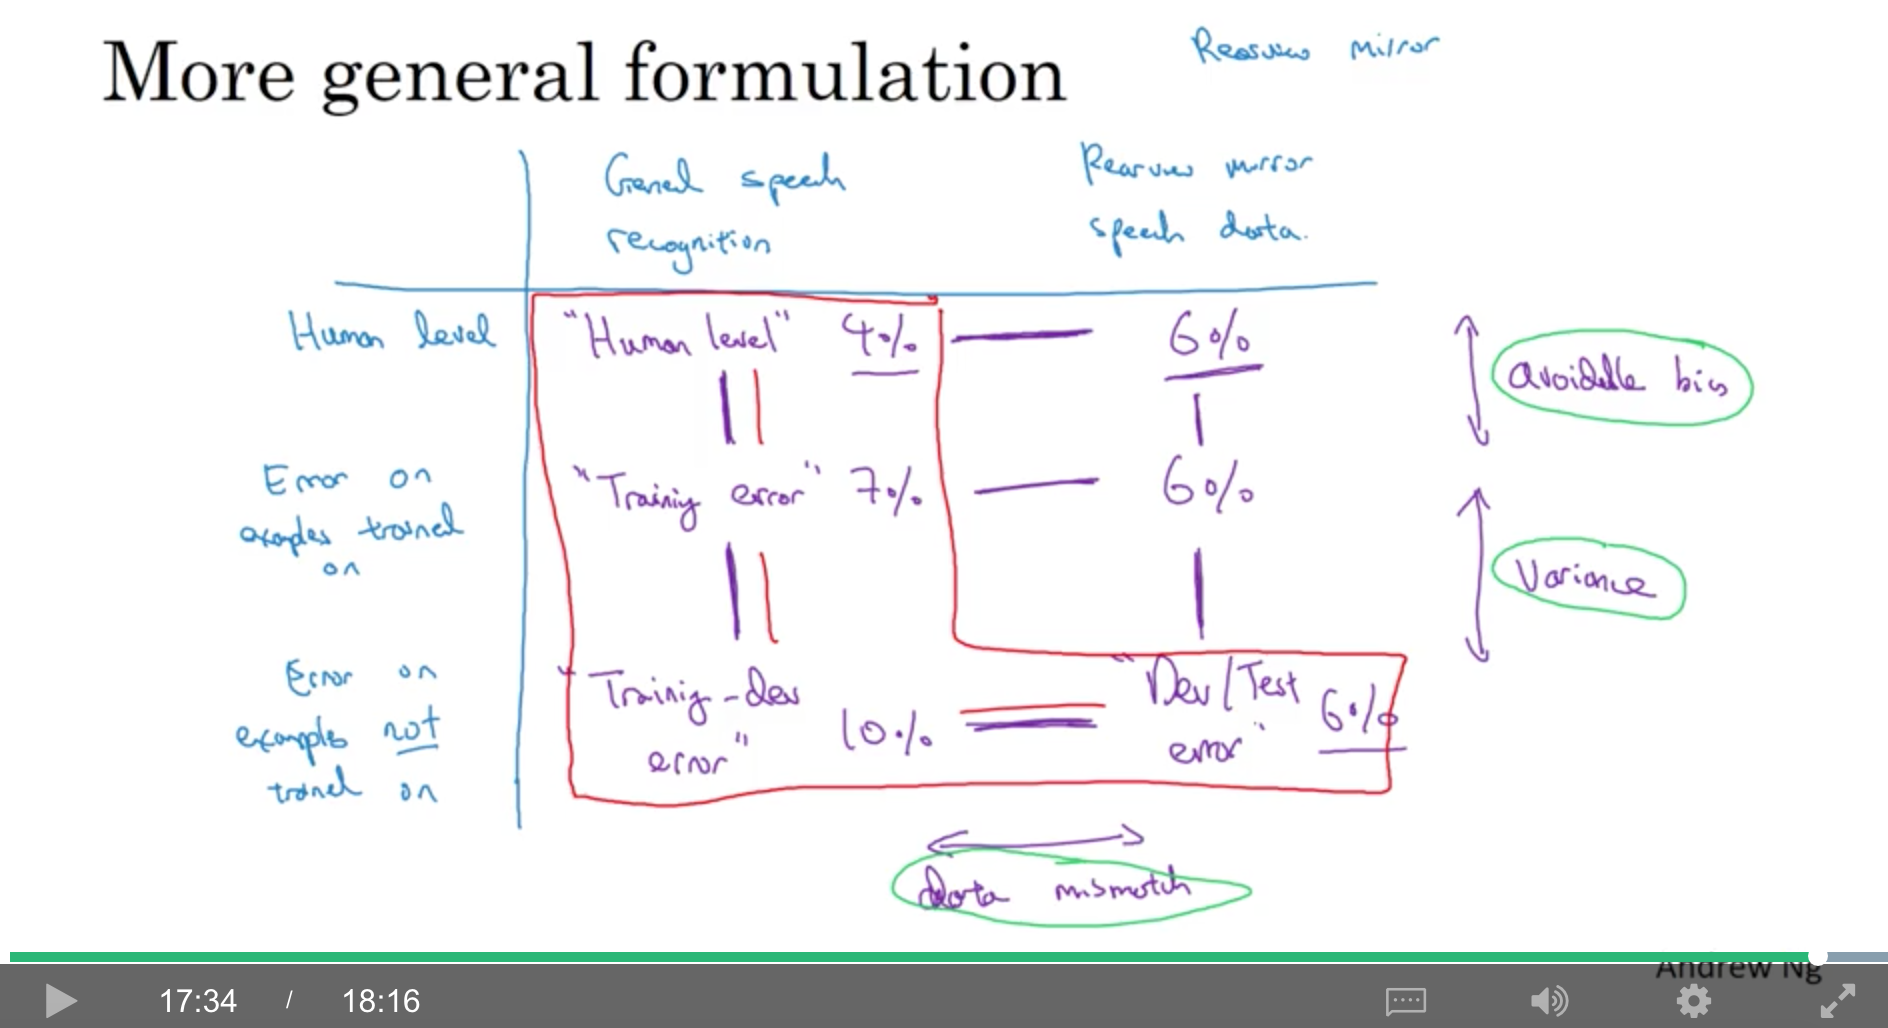 More general formulation
Rearview mirror
General speech
recognition
Rearview mirror
speech data.
Human level
"Human level" 4%
6%
avoidable bias
Error on
examples trained
on
"Training error" 7%
6%
Variance
Error on
examples not
trained on
"Training-dev
error" 10%
"Dev/Test
error" 6%
data mismatch
Andrew Ng
17:34 / 18:16